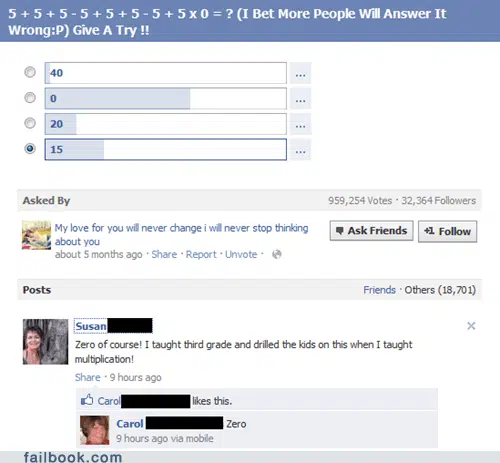 5 + 5 + 5 - 5 + 5 + 5 - 5 + 5 x 0 = ? (I Bet More People Will Answer It
Wrong:P) Give A Try !!
40 ...
0 ...
20 ...
15 ...
Asked By 959,254 Votes · 32,364 Followers
My love for you will never change i will never stop thinking
about you
Ask Friends +1 Follow
about 5 months ago · Share · Report · Unvote ·
Posts Friends · Others (18,701)
Susan
Zero of course! I taught third grade and drilled the kids on this when I taught
multiplication!
Share · 9 hours ago
Carol likes this.
Carol Zero
9 hours ago via mobile
failbook.com